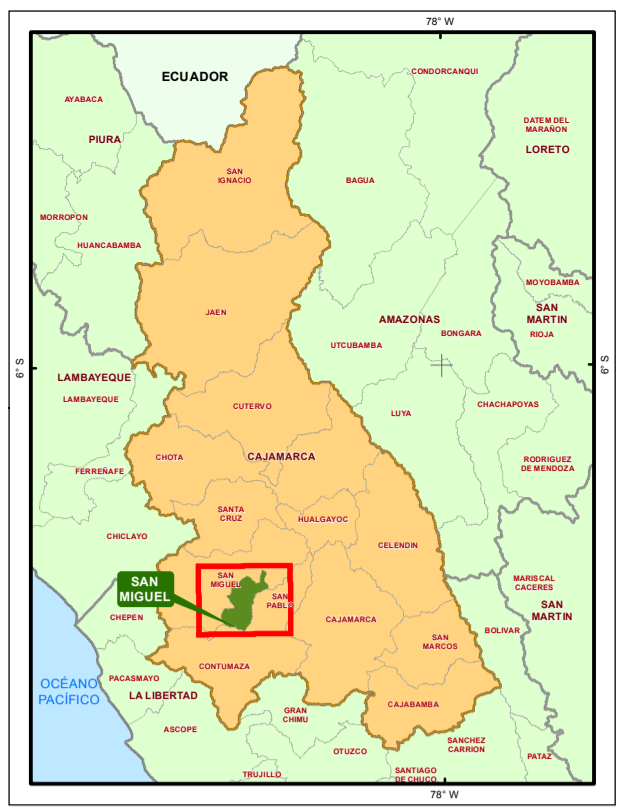 78° W
ECUADOR
CONDORCANQUI
AYABACA
DATEM DEL
MARAÑON
PIURA
LORETO
SAN
IGNACIO
BAGUA
MORROPON
HUANCABAMBA
MOYOBAMBA
JAEN
AMAZONAS
SAN
MARTIN
UTCUBAMBA
BONGARA
RIOJA
6° S
6° S
LAMBAYEQUE
LAMBAYEQUE
CUTERVO
LUYA
CHACHAPOYAS
CHOTA
CAJAMARCA
FERREÑAFE
RODRIGUEZ
DE MENDOZA
SANTA
CRUZ
HUALGAYOC
CHICLAYO
CELENDIN
SAN
MIGUEL
SAN
MIGUEL
MARISCAL
CACERES
SAN
PABLO
SAN
MARTIN
CHEPEN
CAJAMARCA
BOLIVAR
SAN
MARCOS
CONTUMAZA
OCÉANO
PACÍFICO
PACASMAYO
LA LIBERTAD
CAJABAMBA
GRAN
CHIMU
ASCOPE
SANCHEZ
CARRION
OTUZCO
PATAZ
TRUJILLO
SANTIAGO
DE CHUCO
78° W